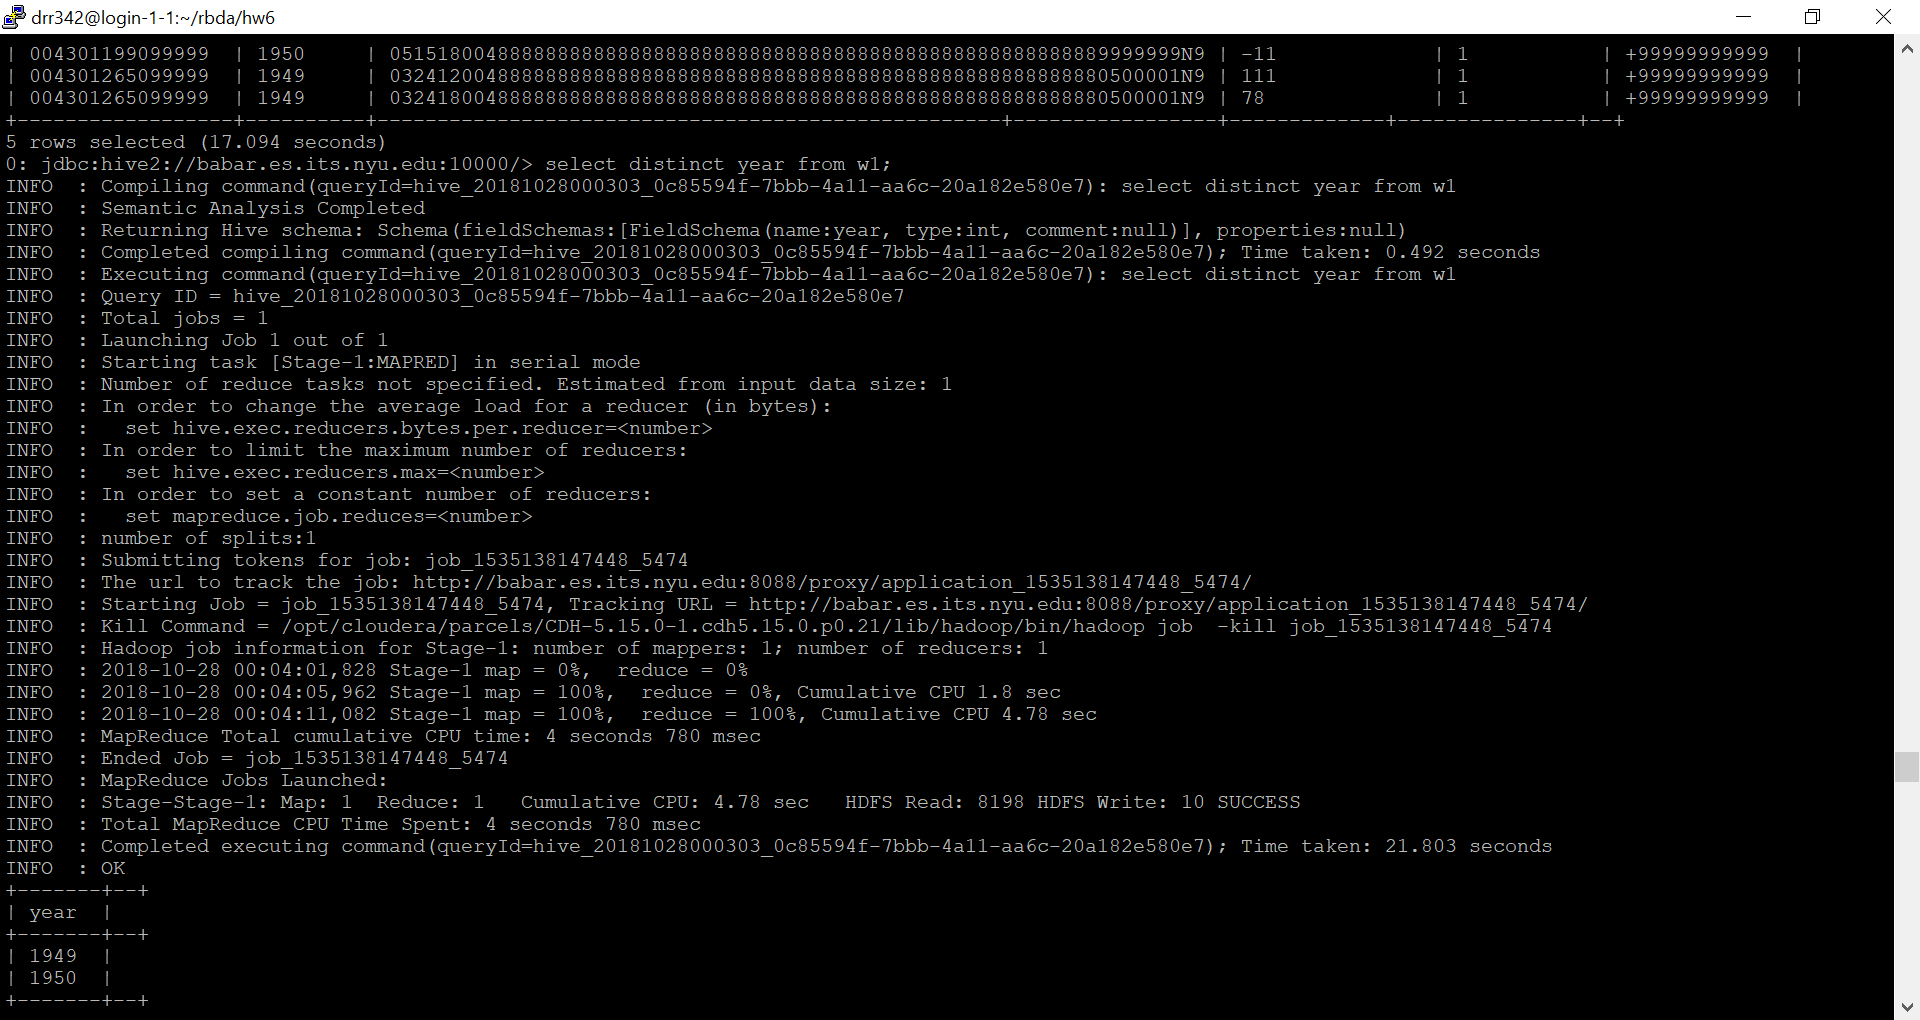 drr342@login-1-1:~/rbda/hw6
| 004301199099999  | 1950     | 0515180048888888888888888888888888888888888888888888888888889999999N9 | -11             | 1           | +99999999999  |
| 004301265099999  | 1949     | 0324120048888888888888888888888888888888888888888888888888880500001N9 | 111             | 1           | +99999999999  |
| 004301265099999  | 1949     | 0324180048888888888888888888888888888888888888888888888888880500001N9 | 78              | 1           | +99999999999  |
+------------------+----------+----------------------------------------------------+-----------------+-------------+---------------+--+
5 rows selected (17.094 seconds)
0: jdbc:hive2://babar.es.its.nyu.edu:10000/> select distinct year from w1;
INFO  : Compiling command(queryId=hive_20181028000303_0c85594f-7bbb-4a11-aa6c-20a182e580e7): select distinct year from w1
INFO  : Semantic Analysis Completed
INFO  : Returning Hive schema: Schema(fieldSchemas:[FieldSchema(name:year, type:int, comment:null)], properties:null)
INFO  : Completed compiling command(queryId=hive_20181028000303_0c85594f-7bbb-4a11-aa6c-20a182e580e7); Time taken: 0.492 seconds
INFO  : Executing command(queryId=hive_20181028000303_0c85594f-7bbb-4a11-aa6c-20a182e580e7): select distinct year from w1
INFO  : Query ID = hive_20181028000303_0c85594f-7bbb-4a11-aa6c-20a182e580e7
INFO  : Total jobs = 1
INFO  : Launching Job 1 out of 1
INFO  : Starting task [Stage-1:MAPRED] in serial mode
INFO  : Number of reduce tasks not specified. Estimated from input data size: 1
INFO  : In order to change the average load for a reducer (in bytes):
INFO  :   set hive.exec.reducers.bytes.per.reducer=<number>
INFO  : In order to limit the maximum number of reducers:
INFO  :   set hive.exec.reducers.max=<number>
INFO  : In order to set a constant number of reducers:
INFO  :   set mapreduce.job.reduces=<number>
INFO  : number of splits:1
INFO  : Submitting tokens for job: job_1535138147448_5474
INFO  : The url to track the job: http://babar.es.its.nyu.edu:8088/proxy/application_1535138147448_5474/
INFO  : Starting Job = job_1535138147448_5474, Tracking URL = http://babar.es.its.nyu.edu:8088/proxy/application_1535138147448_5474/
INFO  : Kill Command = /opt/cloudera/parcels/CDH-5.15.0-1.cdh5.15.0.p0.21/lib/hadoop/bin/hadoop job  -kill job_1535138147448_5474
INFO  : Hadoop job information for Stage-1: number of mappers: 1; number of reducers: 1
INFO  : 2018-10-28 00:04:01,828 Stage-1 map = 0%,  reduce = 0%
INFO  : 2018-10-28 00:04:05,962 Stage-1 map = 100%,  reduce = 0%, Cumulative CPU 1.8 sec
INFO  : 2018-10-28 00:04:11,082 Stage-1 map = 100%,  reduce = 100%, Cumulative CPU 4.78 sec
INFO  : MapReduce Total cumulative CPU time: 4 seconds 780 msec
INFO  : Ended Job = job_1535138147448_5474
INFO  : MapReduce Jobs Launched:
INFO  : Stage-Stage-1: Map: 1  Reduce: 1   Cumulative CPU: 4.78 sec   HDFS Read: 8198 HDFS Write: 10 SUCCESS
INFO  : Total MapReduce CPU Time Spent: 4 seconds 780 msec
INFO  : Completed executing command(queryId=hive_20181028000303_0c85594f-7bbb-4a11-aa6c-20a182e580e7); Time taken: 21.803 seconds
INFO  : OK
+-------+--+
| year  |
+-------+--+
| 1949  |
| 1950  |
+-------+--+